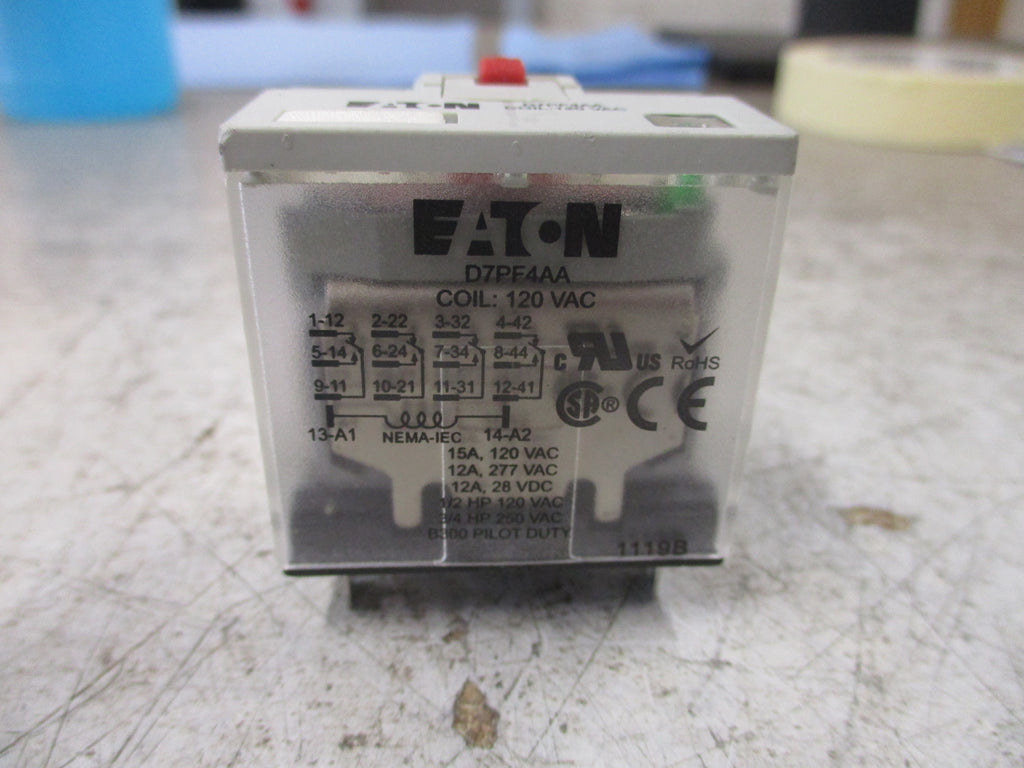 EATON
EATON
D7PF4AA
COIL: 120 VAC
1-12 2-22 3-32 4-42
5-14 6-24 7-34 8-44
9-11 10-21 11-31 12-41
C RU US RoHS
SA ® CE
13-A1 NEMA-IEC 14-A2
15A, 120 VAC
12A, 277 VAC
12A, 28 VDC
1/2 HP 120 VAC
3/4 HP 250 VAC
B300 PILOT DUTY
1119B